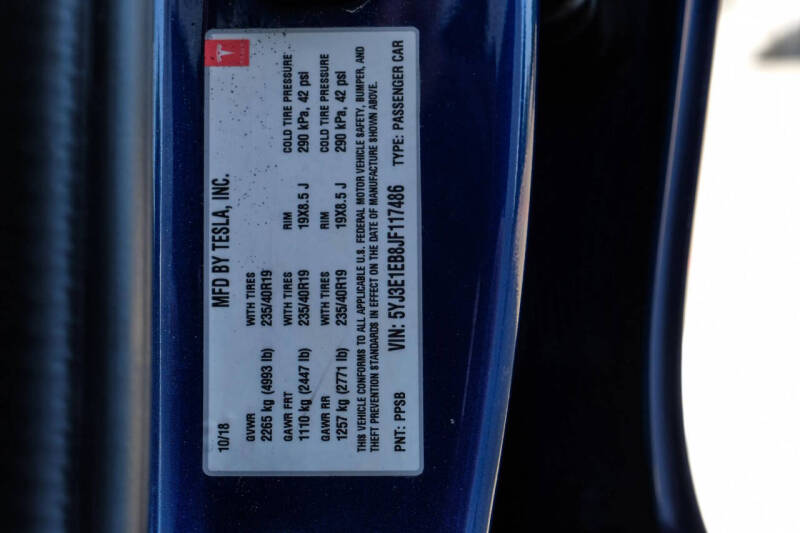 MFD BY TESLA, INC.
10/18
GVWR WITH TIRES
2265 kg (4993 lb) 235/40R19
GAWR FRT WITH TIRES RIM COLD TIRE PRESSURE
1110 kg (2447 lb) 235/40R19 19X8.5 J 290 kPa, 42 psi
GAWR RR WITH TIRES RIM COLD TIRE PRESSURE
1257 kg (2771 lb) 235/40R19 19X8.5 J 290 kPa, 42 psi
THIS VEHICLE CONFORMS TO ALL APPLICABLE U.S. FEDERAL MOTOR VEHICLE SAFETY, BUMPER, AND
THEFT PREVENTION STANDARDS IN EFFECT ON THE DATE OF MANUFACTURE SHOWN ABOVE.
PNT: PPSB VIN: 5YJ3E1EB8JF117486 TYPE: PASSENGER CAR